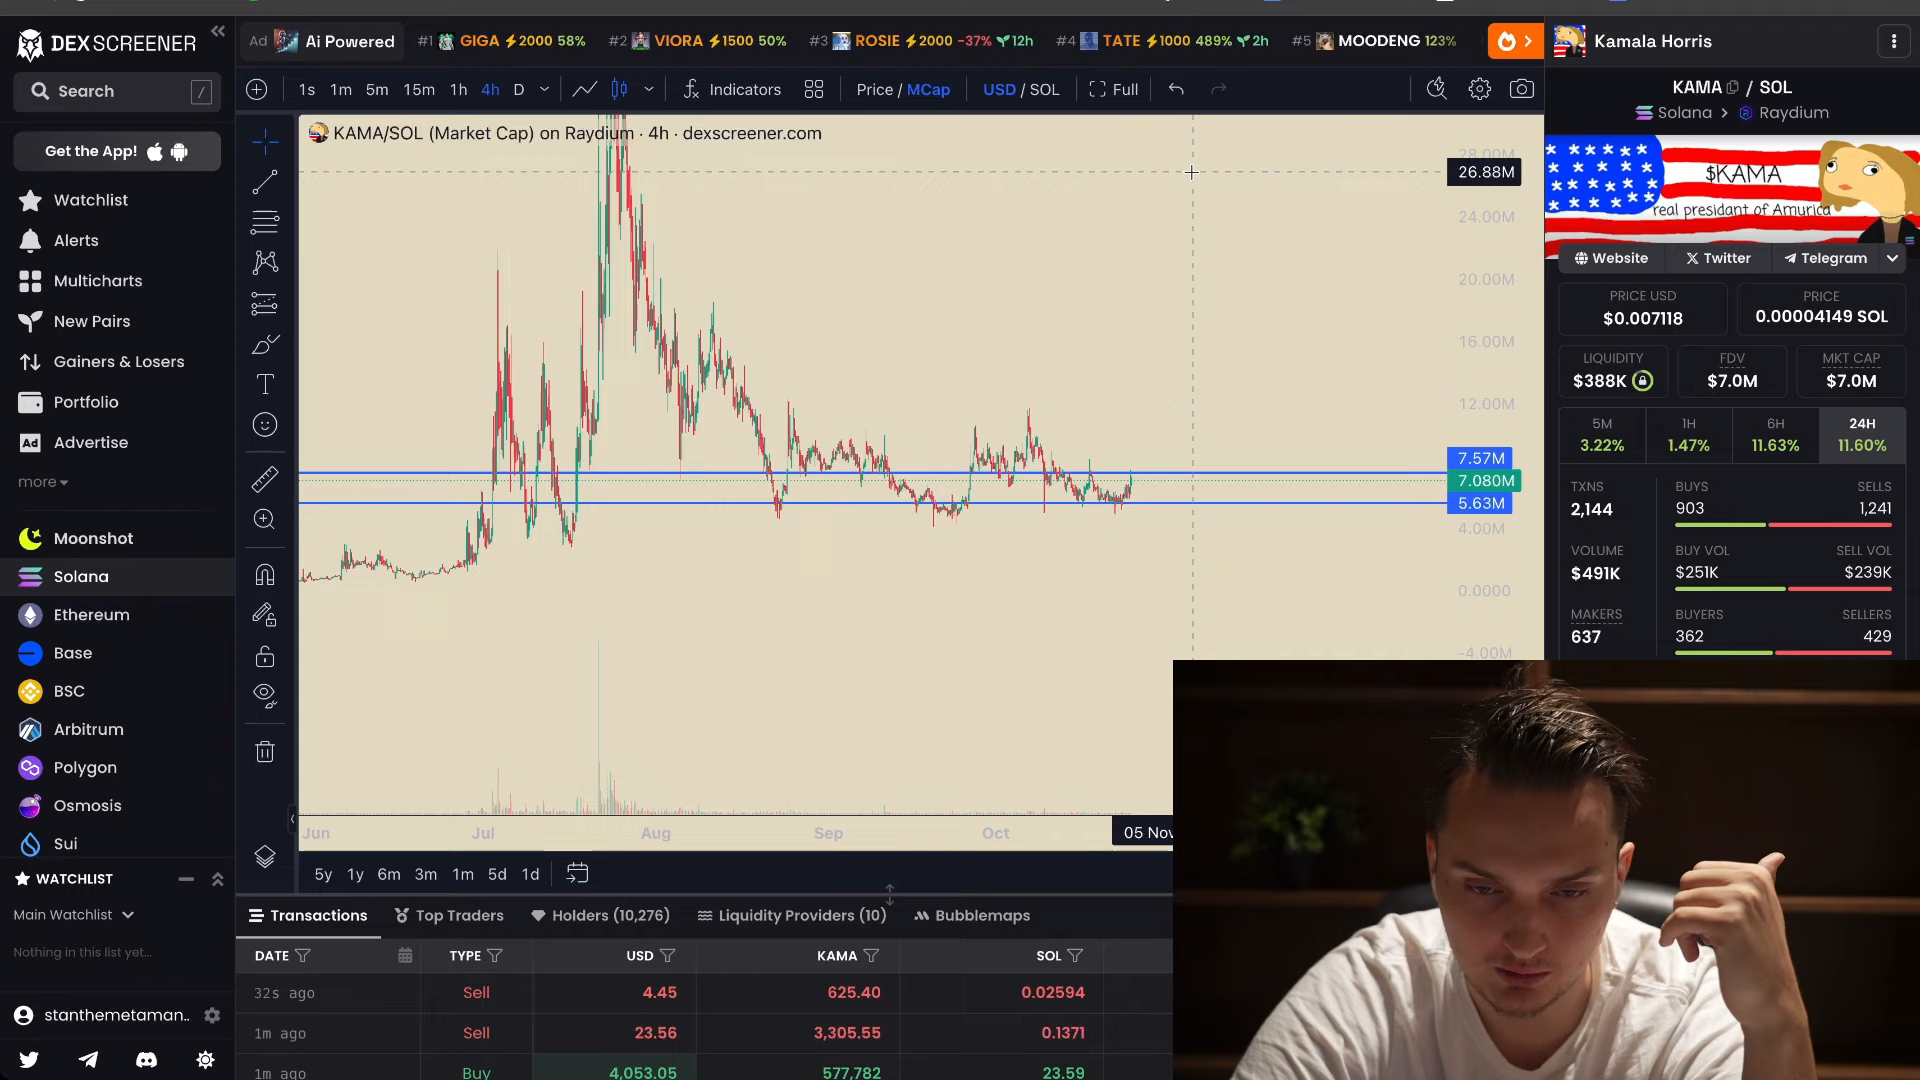 DEX SCREENER
Search
/
Get the App!
Watchlist
Alerts
Multicharts
New Pairs
Gainers & Losers
Portfolio
Ad Advertise
more
Moonshot
Solana
Ethereum
Base
BSC
Arbitrum
Polygon
Osmosis
Sui
WATCHLIST
Main Watchlist
Nothing in this list yet...
stanthemetaman..
Ad Ai Powered
#1 GIGA 2000 58%
#2 VIORA 1500 50%
#3 ROSIE 2000 -37% 12h
#4 TATE 1000 489% 2h
#5 MOODENG 123%
1s 1m 5m 15m 1h 4h D Indicators Price / MCap USD / SOL Full
KAMA/SOL (Market Cap) on Raydium · 4h · dexscreener.com
28.00M
26.88M
24.00M
20.00M
16.00M
12.00M
7.57M
7.080M
5.63M
4.00M
0.0000
-4.00M
Jun Jul Aug Sep Oct 05 Nov
5y 1y 6m 3m 1m 5d 1d
Transactions Top Traders Holders (10,276) Liquidity Providers (10) Bubblemaps
DATE TYPE USD KAMA SOL
32s ago Sell 4.45 625.40 0.02594
1m ago Sell 23.56 3,305.55 0.1371
1m ago Buy 4,053.05 577,782 23.59
Kamala Horris
KAMA / SOL
Solana > Raydium
$KAMA
real presidant of Amurica
Website Twitter Telegram
PRICE USD
$0.007118
PRICE
0.00004149 SOL
LIQUIDITY
$388K
FDV
$7.0M
MKT CAP
$7.0M
5M 1H 6H 24H
3.22% 1.47% 11.63% 11.60%
TXNS
2,144
BUYS SELLS
903 1,241
VOLUME
$491K
BUY VOL SELL VOL
$251K $239K
MAKERS
637
BUYERS SELLERS
362 429